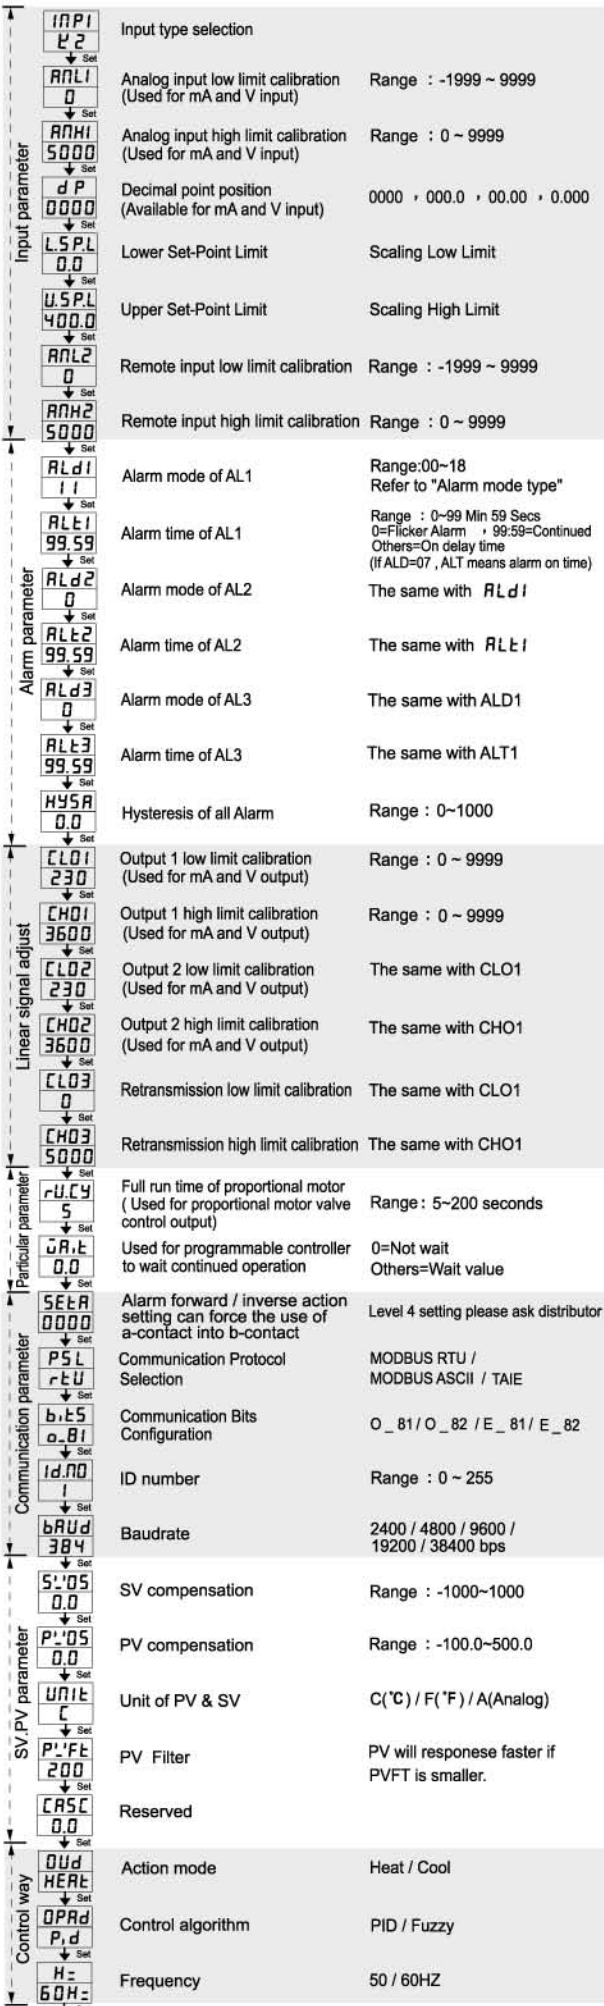 Input parameter
INP1
K2
Input type selection
Set
ANL1
0
Analog input low limit calibration
(Used for mA and V input)
Range : -1999 ~ 9999
Set
ANH1
5000
Analog input high limit calibration
(Used for mA and V input)
Range : 0 ~ 9999
Set
dP
0000
Decimal point position
(Available for mA and V input)
0000 , 000.0 , 00.00 , 0.000
Set
L.SP.L
0.0
Lower Set-Point Limit
Scaling Low Limit
Set
U.SP.L
400.0
Upper Set-Point Limit
Scaling High Limit
Set
ANL2
0
Remote input low limit calibration
Range : -1999 ~ 9999
Set
ANH2
5000
Remote input high limit calibration
Range : 0 ~ 9999
Set
Alarm parameter
ALd1
11
Alarm mode of AL1
Range:00~18
Refer to "Alarm mode type"
Set
ALt1
99.59
Alarm time of AL1
Range : 0~99 Min 59 Secs
0=Flicker Alarm , 99:59=Continued
Others=On delay time
(If ALD=07 , ALT means alarm on time)
Set
ALd2
0
Alarm mode of AL2
The same with ALd1
Set
ALt2
99.59
Alarm time of AL2
The same with ALt1
Set
ALd3
0
Alarm mode of AL3
The same with ALD1
Set
ALt3
99.59
Alarm time of AL3
The same with ALT1
Set
HYSA
0.0
Hysteresis of all Alarm
Range : 0~1000
Set
Linear signal adjust
CLO1
230
Output 1 low limit calibration
(Used for mA and V output)
Range : 0 ~ 9999
Set
CHO1
3600
Output 1 high limit calibration
(Used for mA and V output)
Range : 0 ~ 9999
Set
CLO2
230
Output 2 low limit calibration
(Used for mA and V output)
The same with CLO1
Set
CHO2
3600
Output 2 high limit calibration
(Used for mA and V output)
The same with CHO1
Set
CLO3
0
Retransmission low limit calibration
The same with CLO1
Set
CHO3
5000
Retransmission high limit calibration
The same with CHO1
Set
Particular parameter
rU.CY
5
Full run time of proportional motor
( Used for proportional motor valve
control output)
Range : 5~200 seconds
Set
WAit
0.0
Used for programmable controller
to wait continued operation
0=Not wait
Others=Wait value
Set
Communication parameter
SEtA
0000
Alarm forward / inverse action
setting can force the use of
a-contact into b-contact
Level 4 setting please ask distributor
Set
PSL
rtU
Communication Protocol
Selection
MODBUS RTU /
MODBUS ASCII / TAIE
Set
bitS
o_81
Communication Bits
Configuration
O _ 81 / O _ 82 / E _ 81 / E _ 82
Set
Id.NO
1
ID number
Range : 0 ~ 255
Set
bAUd
384
Baudrate
2400 / 4800 / 9600 /
19200 / 38400 bps
Set
SV.PV parameter
SVOS
0.0
SV compensation
Range : -1000~1000
Set
PVOS
0.0
PV compensation
Range : -100.0~500.0
Set
UNIt
C
Unit of PV & SV
C(℃) / F(℉) / A(Analog)
Set
PVFt
200
PV Filter
PV will responese faster if
PVFT is smaller.
Set
CASC
0.0
Reserved
Set
Control way
OUd
HEAt
Action mode
Heat / Cool
Set
OPAd
Pid
Control algorithm
PID / Fuzzy
Set
HZ
60HZ
Frequency
50 / 60HZ